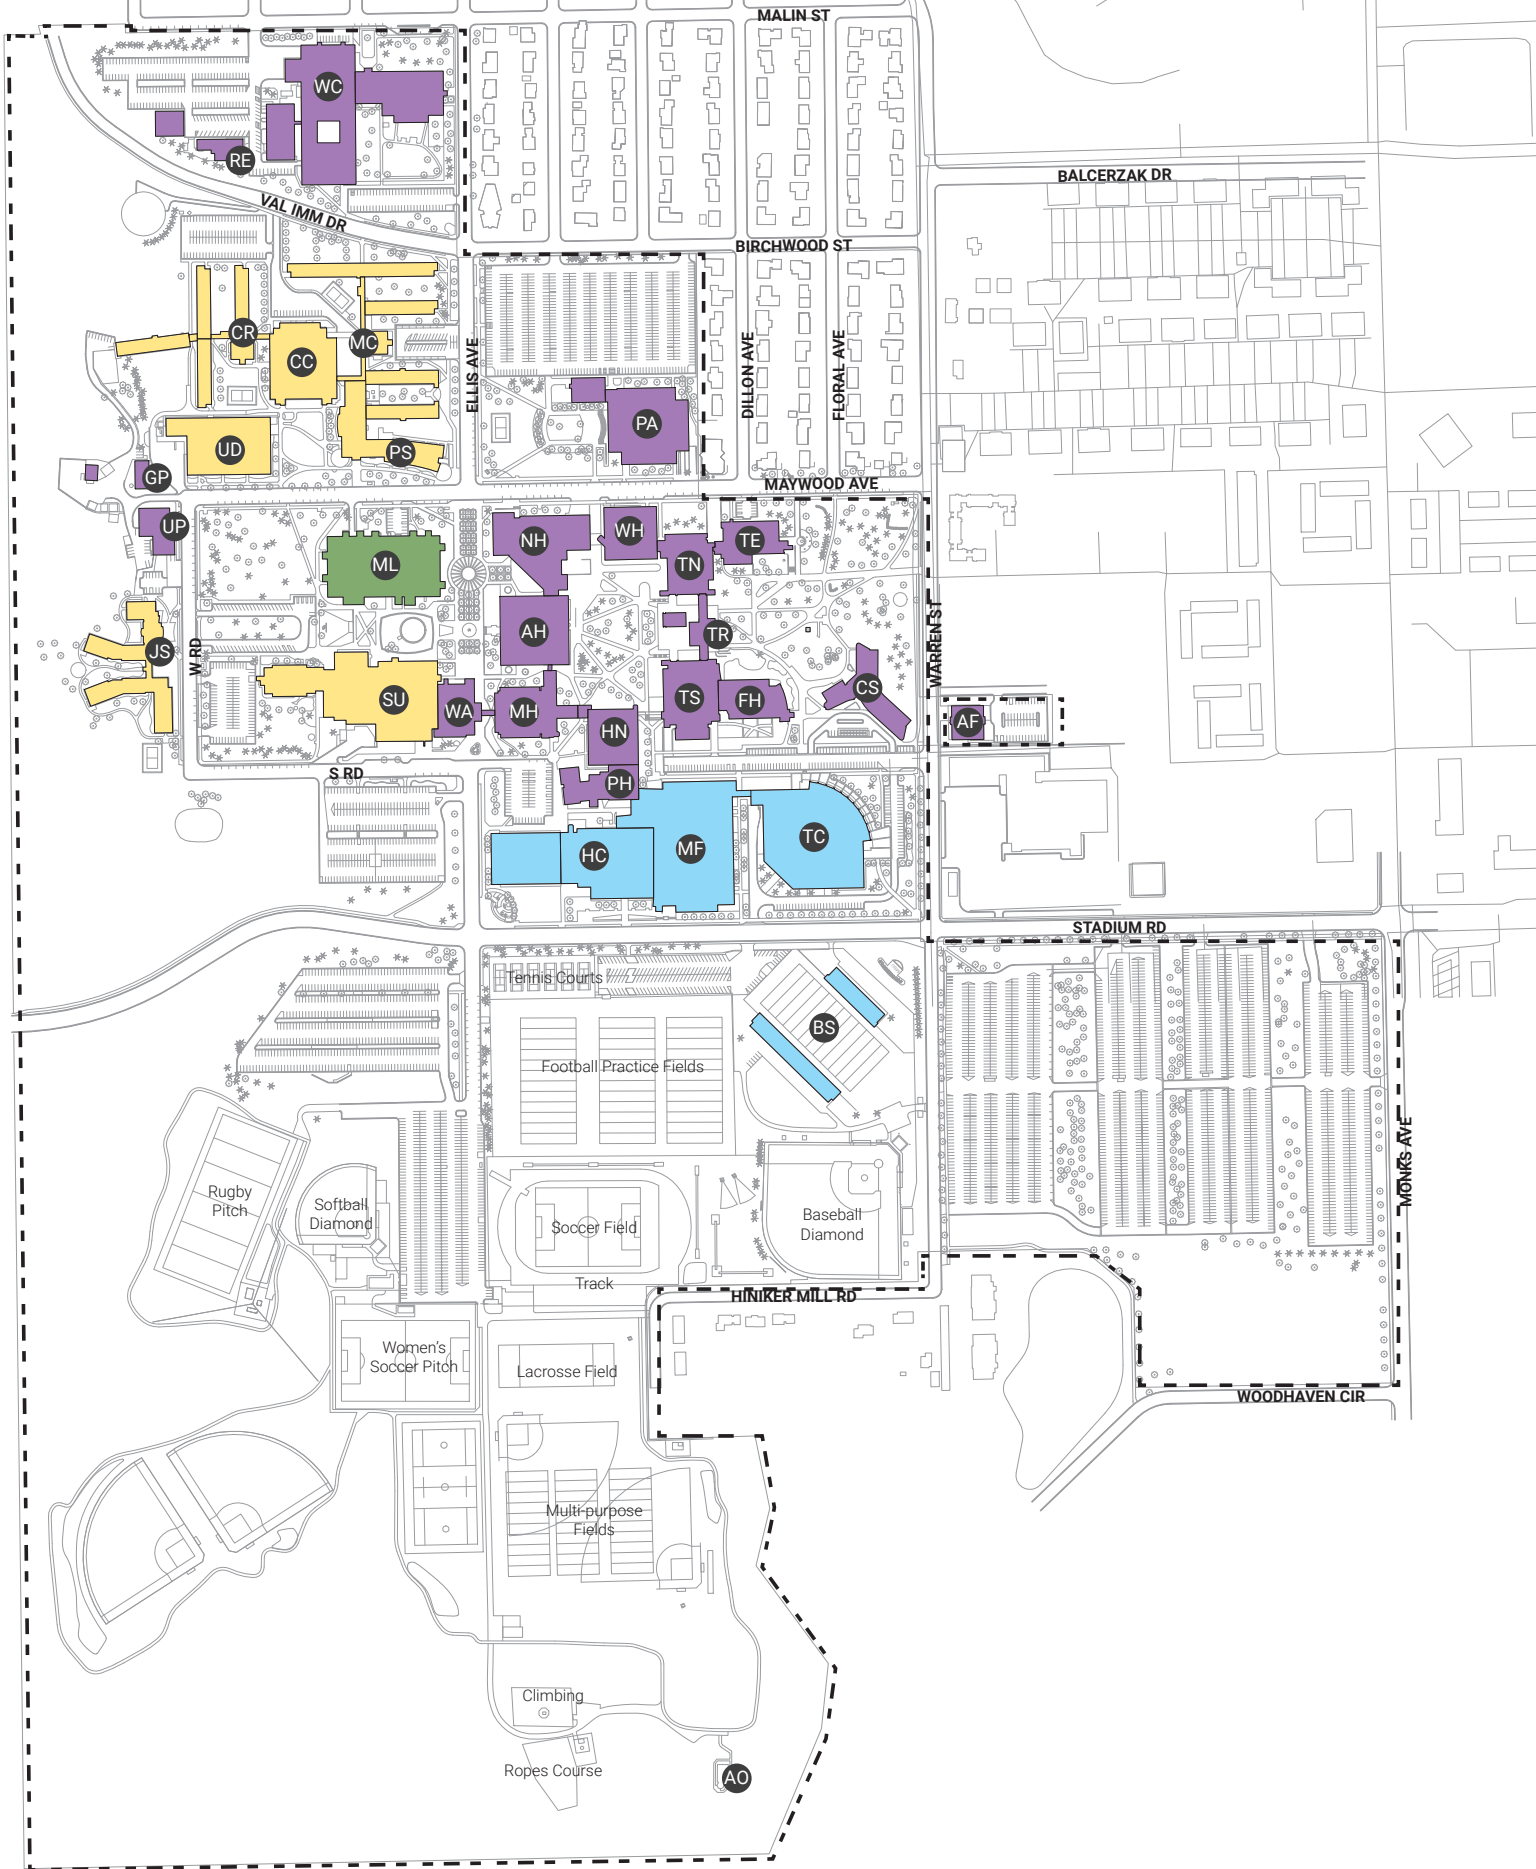 MALIN ST
WC
RE
BALCERZAK DR
VAL IMM DR
BIRCHWOOD ST
CR
MC
CC
ELLIS AVE
DILLON AVE
FLORAL AVE
PA
UD
PS
GP
MAYWOOD AVE
UP
NH
WH
TE
ML
TN
AH
TR
WARREN ST
JS
W RD
SU
WA
MH
TS
FH
CS
AF
HN
S RD
PH
HC
MF
TC
STADIUM RD
Tennis Courts
BS
Football Practice Fields
MONKS AVE
Rugby
Pitch
Softball
Diamond
Soccer Field
Baseball
Diamond
Track
HINIKER MILL RD
Women's
Soccer Pitch
Lacrosse Field
WOODHAVEN CIR
Multi-purpose
Fields
Climbing
Ropes Course
AO